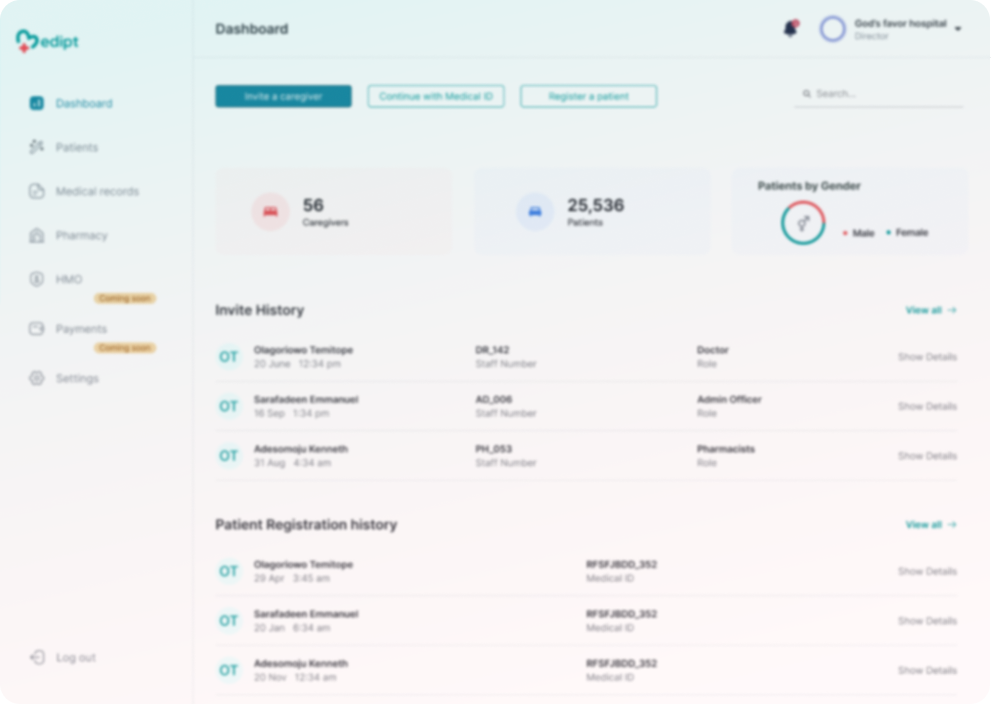 edipt
Dashboard
God's favor hospital
Director
Dashboard
Patients
Medical records
Pharmacy
HMO
Coming soon
Payments
Coming soon
Settings
Log out
Invite a caregiver
Continue with Medical ID
Register a patient
Search...
56
Caregivers
25,536
Patients
Patients by Gender
Male
Female
Invite History
View all →
OT
Olagoriowo Temitope
20 June 12:34 pm
DR_142
Staff Number
Doctor
Role
Show Details
OT
Sarafadeen Emmanuel
16 Sep 1:34 pm
AD_006
Staff Number
Admin Officer
Role
Show Details
OT
Adesomoju Kenneth
31 Aug 4:34 am
PH_053
Staff Number
Pharmacists
Role
Show Details
Patient Registration history
View all →
OT
Olagoriowo Temitope
29 Apr 3:45 am
RFSFJBDD_352
Medical ID
Show Details
OT
Sarafadeen Emmanuel
20 Jan 6:34 am
RFSFJBDD_352
Medical ID
Show Details
OT
Adesomoju Kenneth
20 Nov 12:34 am
RFSFJBDD_352
Medical ID
Show Details